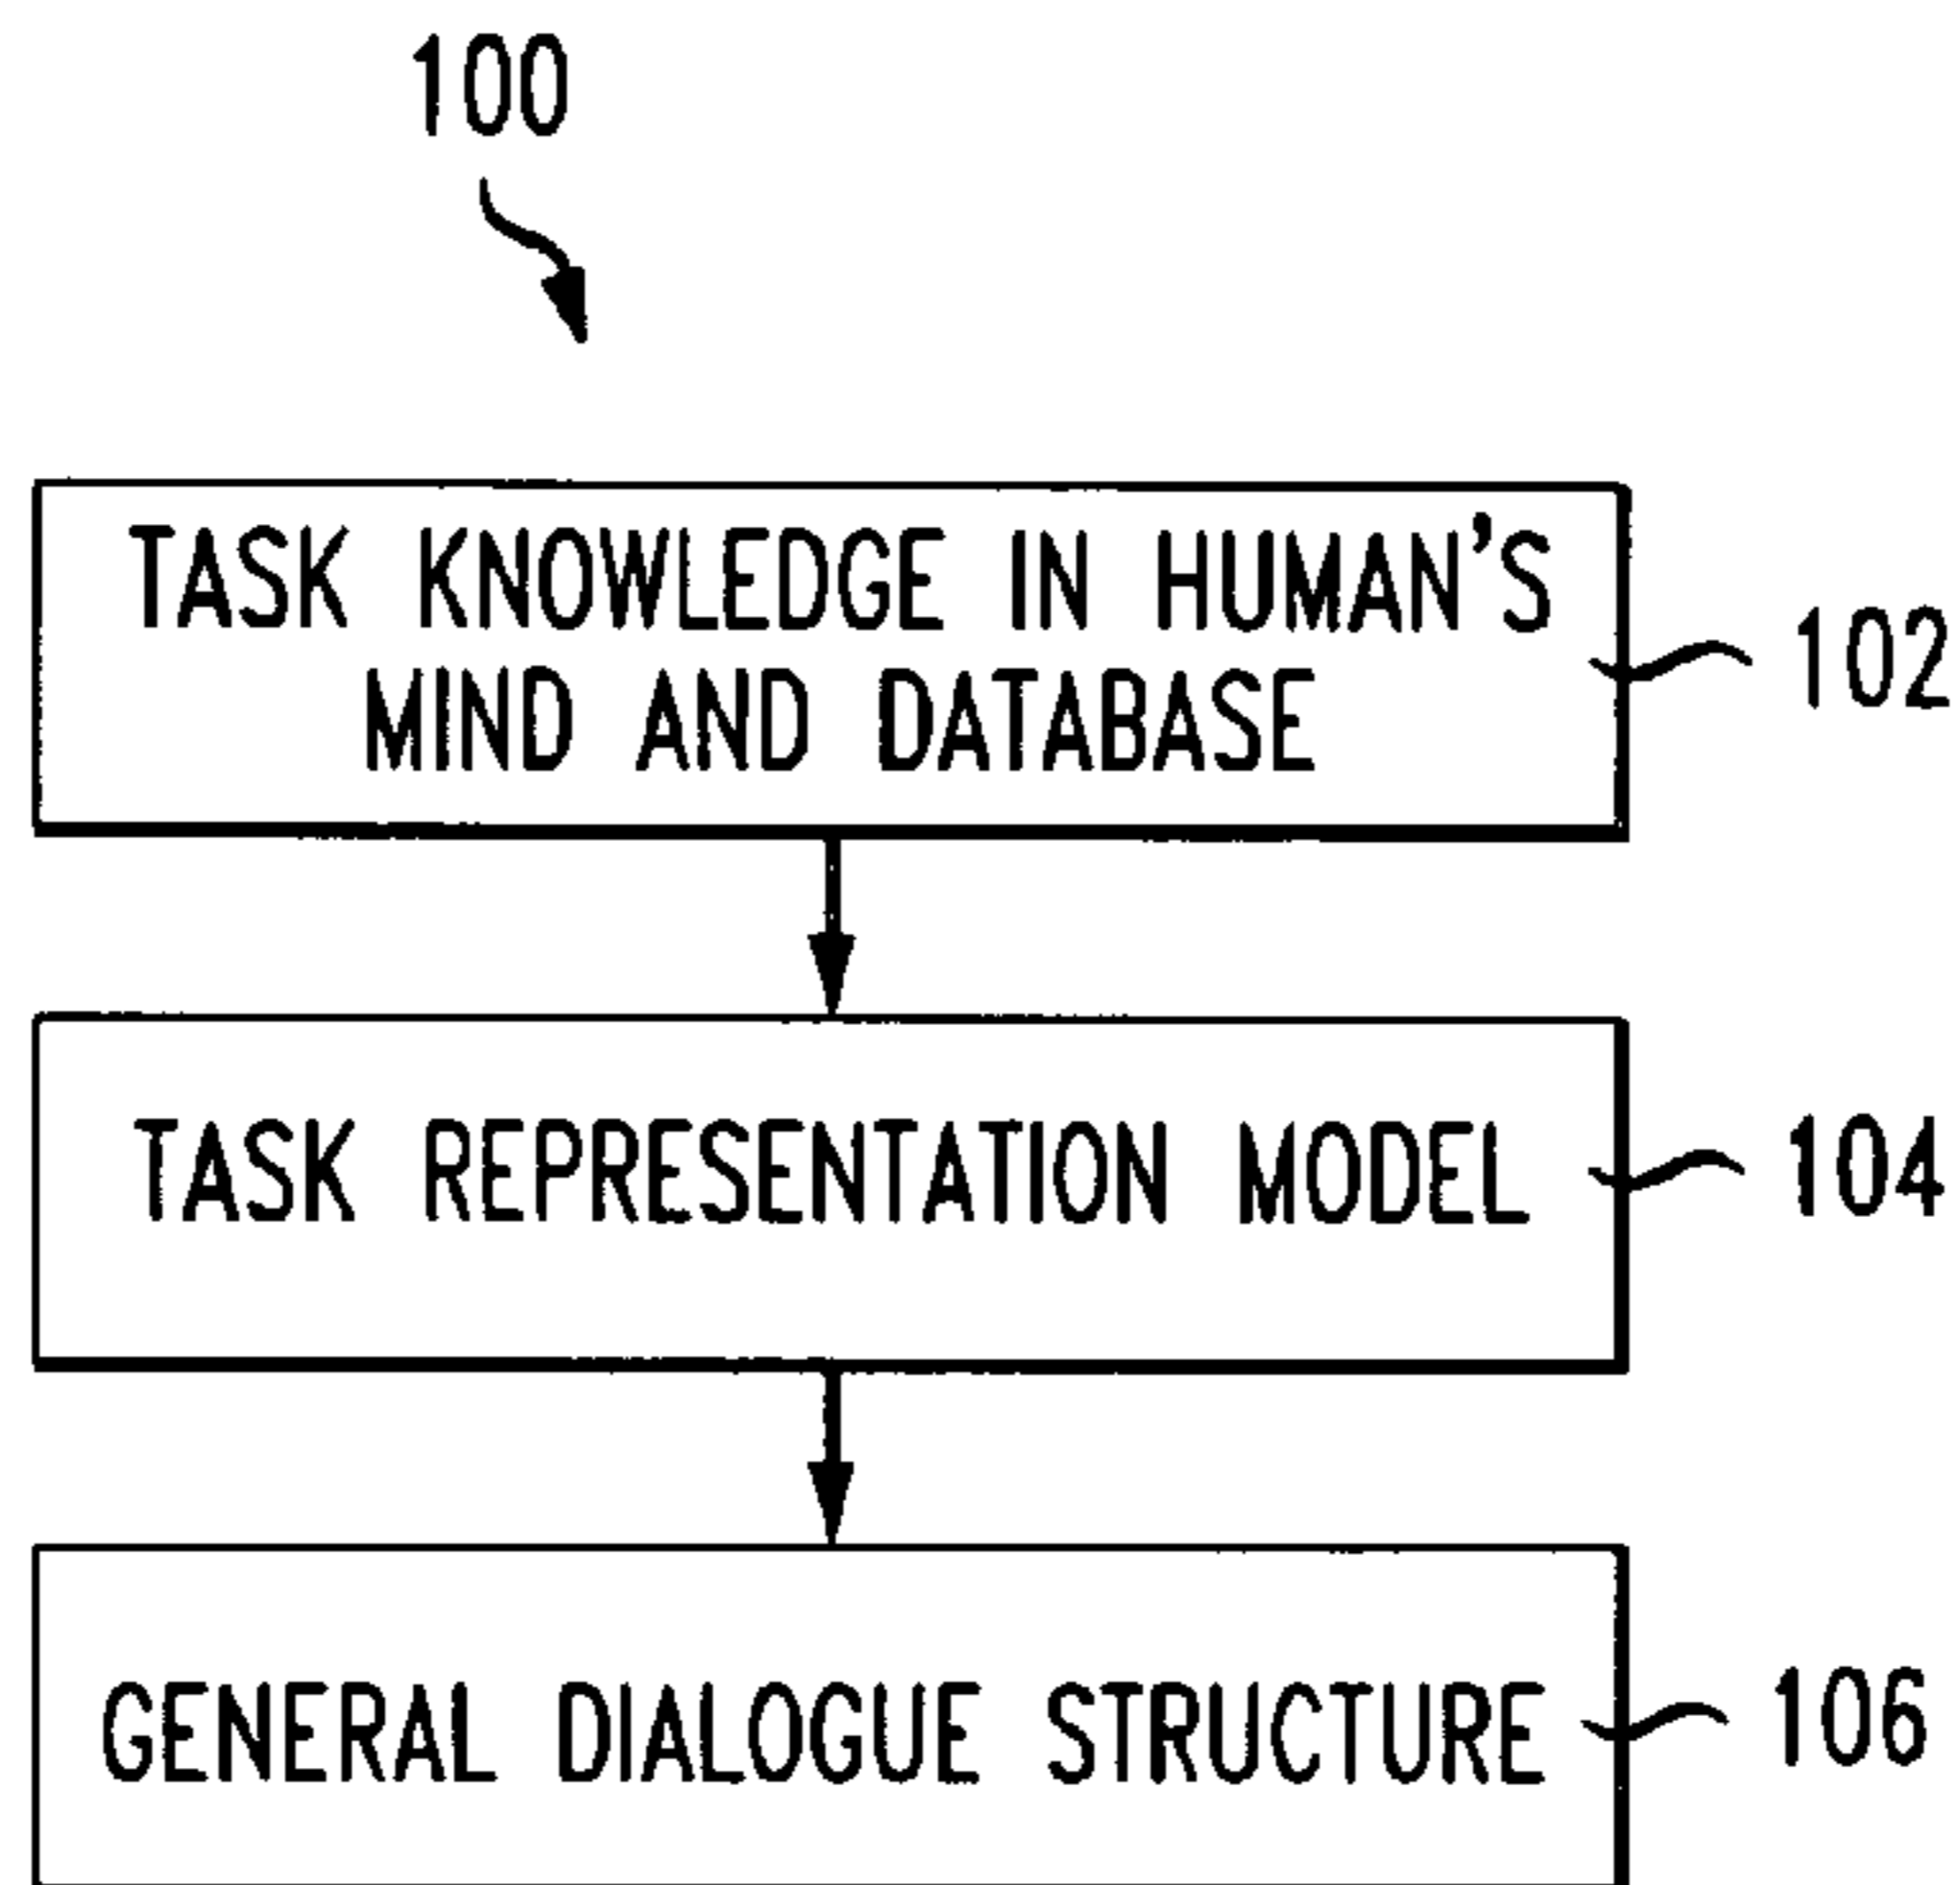 100
TASK KNOWLEDGE IN HUMAN'S
MIND AND DATABASE
102
TASK REPRESENTATION MODEL
104
GENERAL DIALOGUE STRUCTURE
106